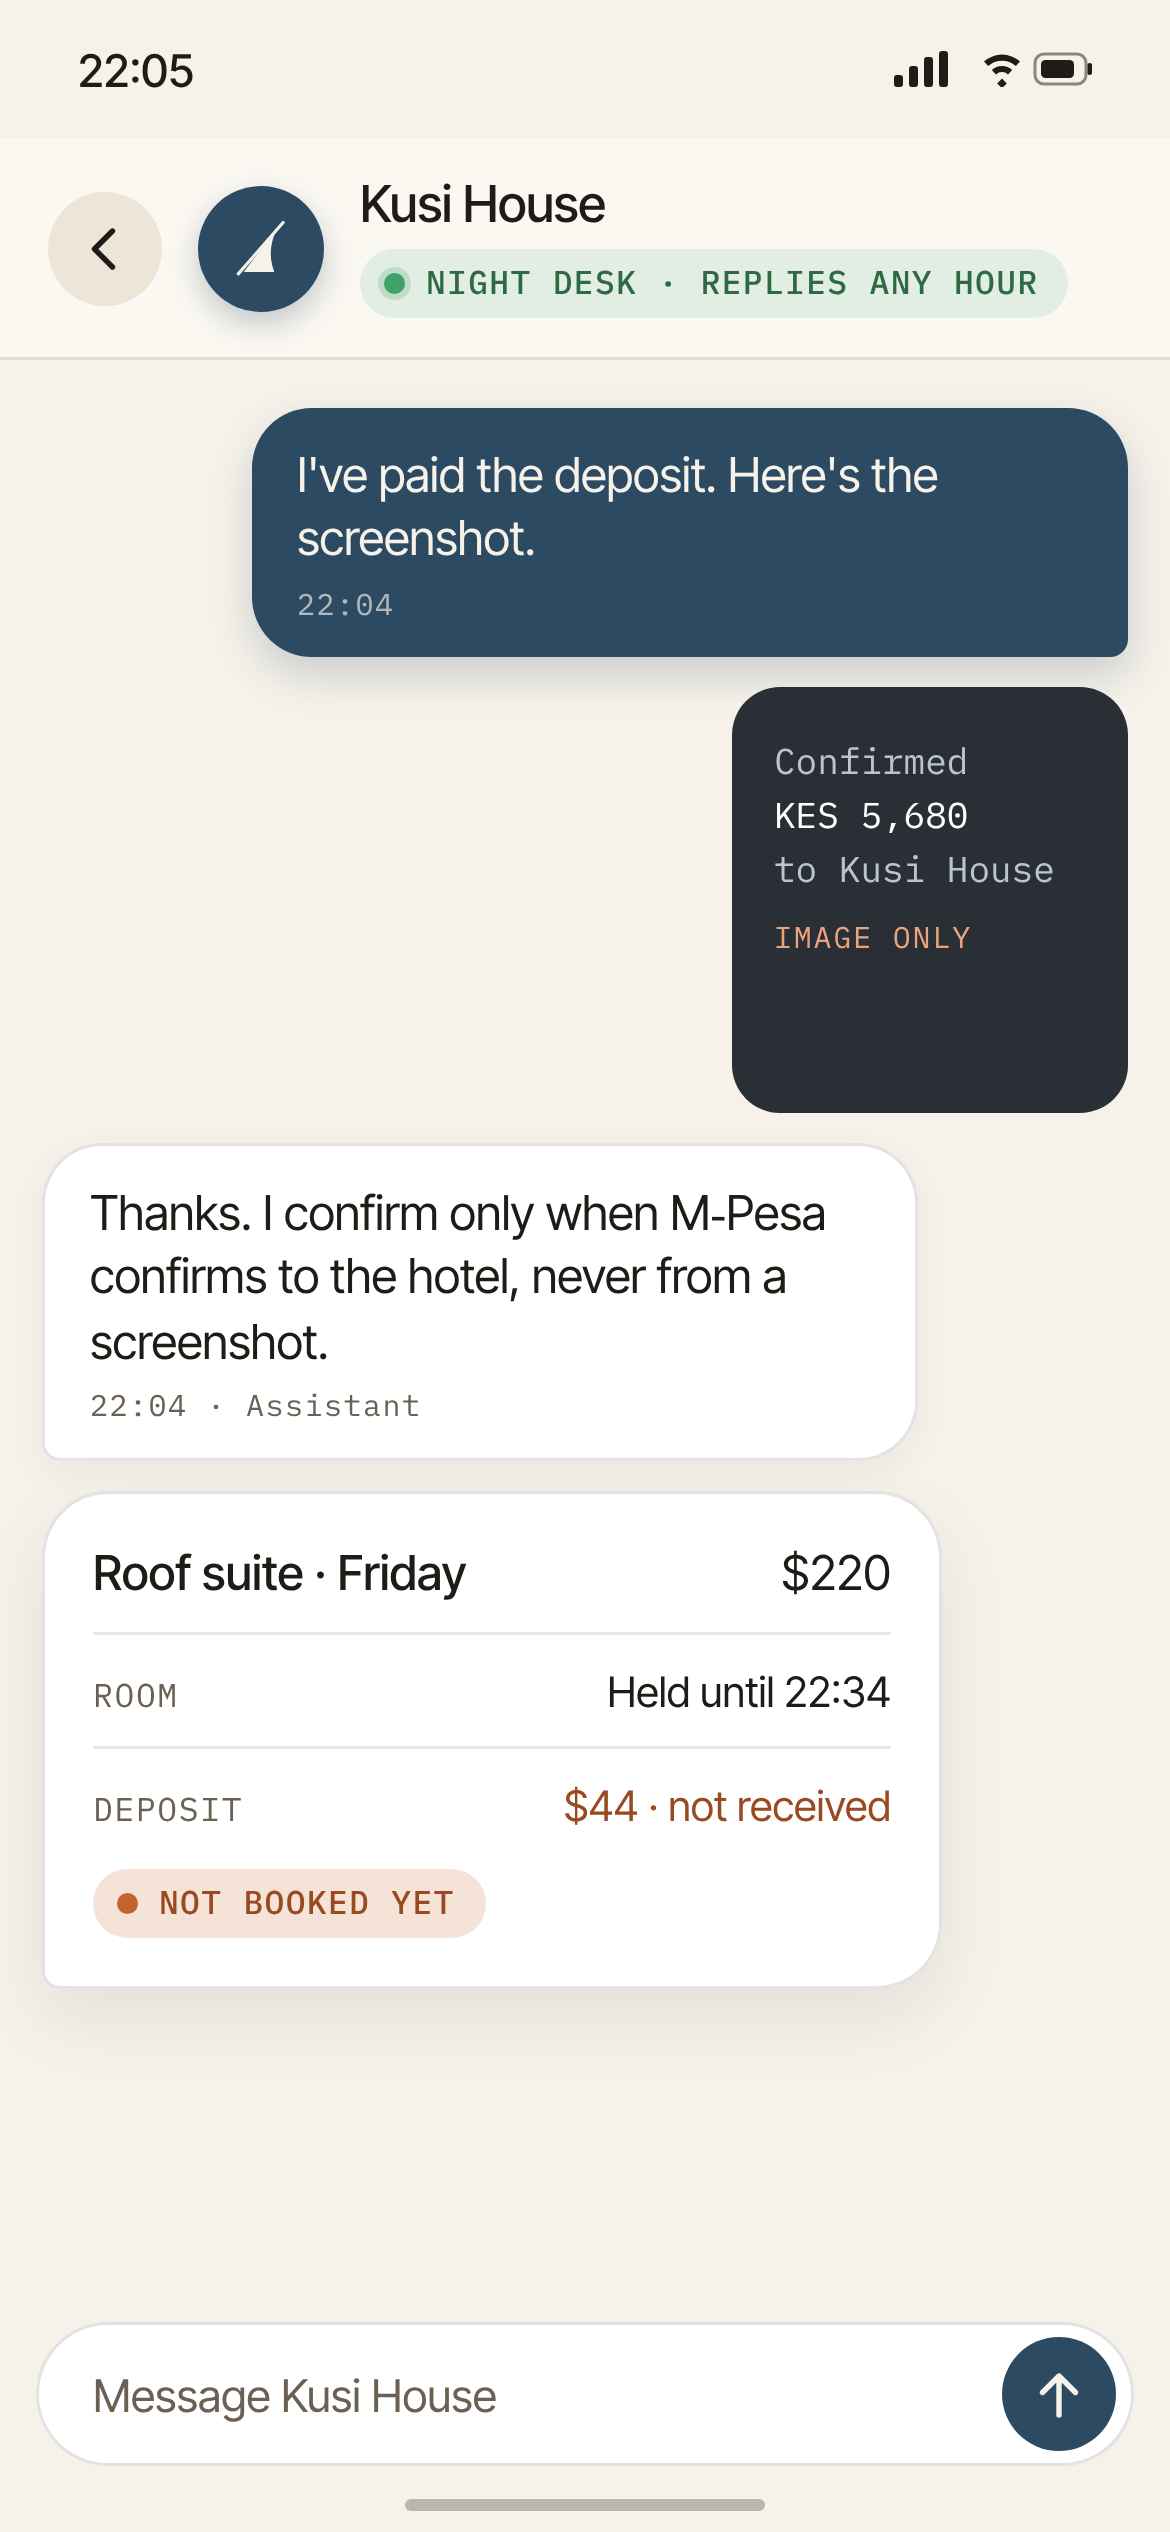 22:05
Kusi House
NIGHT DESK · REPLIES ANY HOUR
I've paid the deposit. Here's the
screenshot.
22:04
Confirmed
KES 5,680
to Kusi House
IMAGE ONLY
Thanks. I confirm only when M-Pesa
confirms to the hotel, never from a
screenshot.
22:04 · Assistant
Roof suite · Friday $220
ROOM Held until 22:34
DEPOSIT $44 · not received
NOT BOOKED YET
Message Kusi House